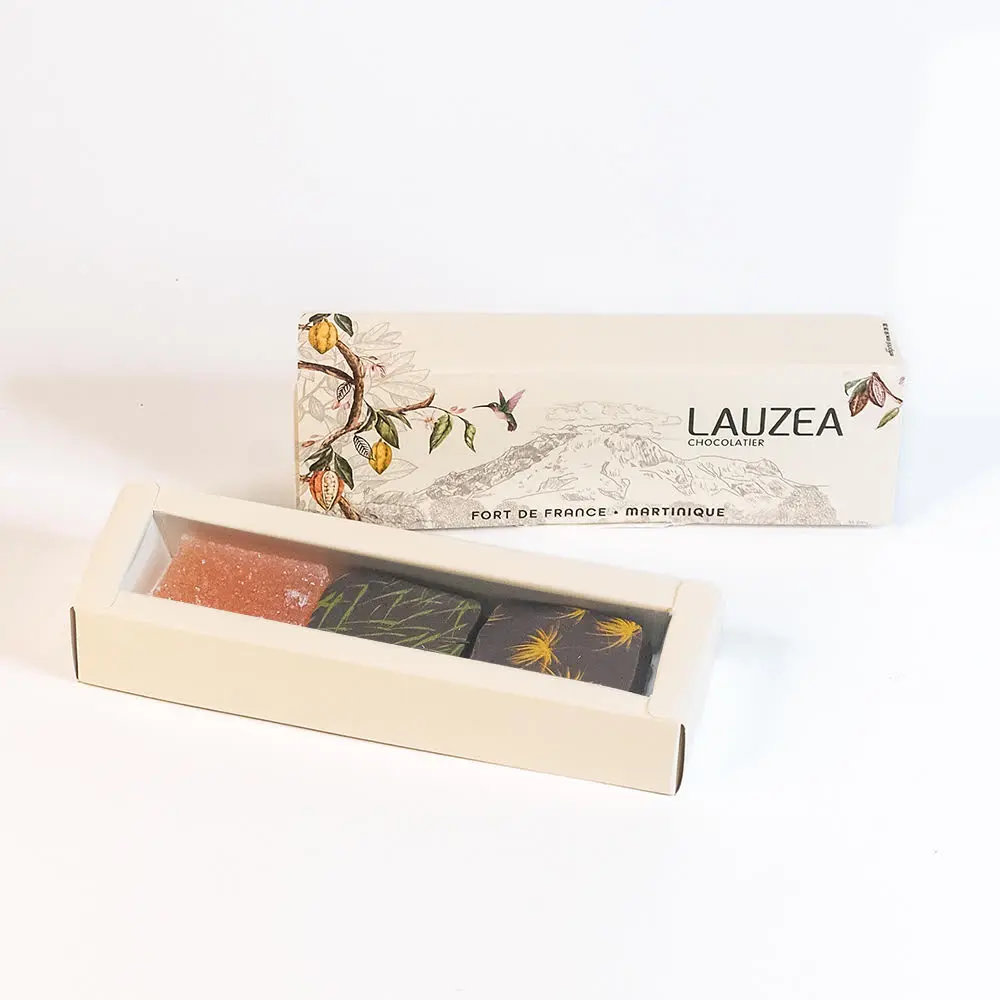 LAUZEA
CHOCOLATIER
FORT DE FRANCE • MARTINIQUE